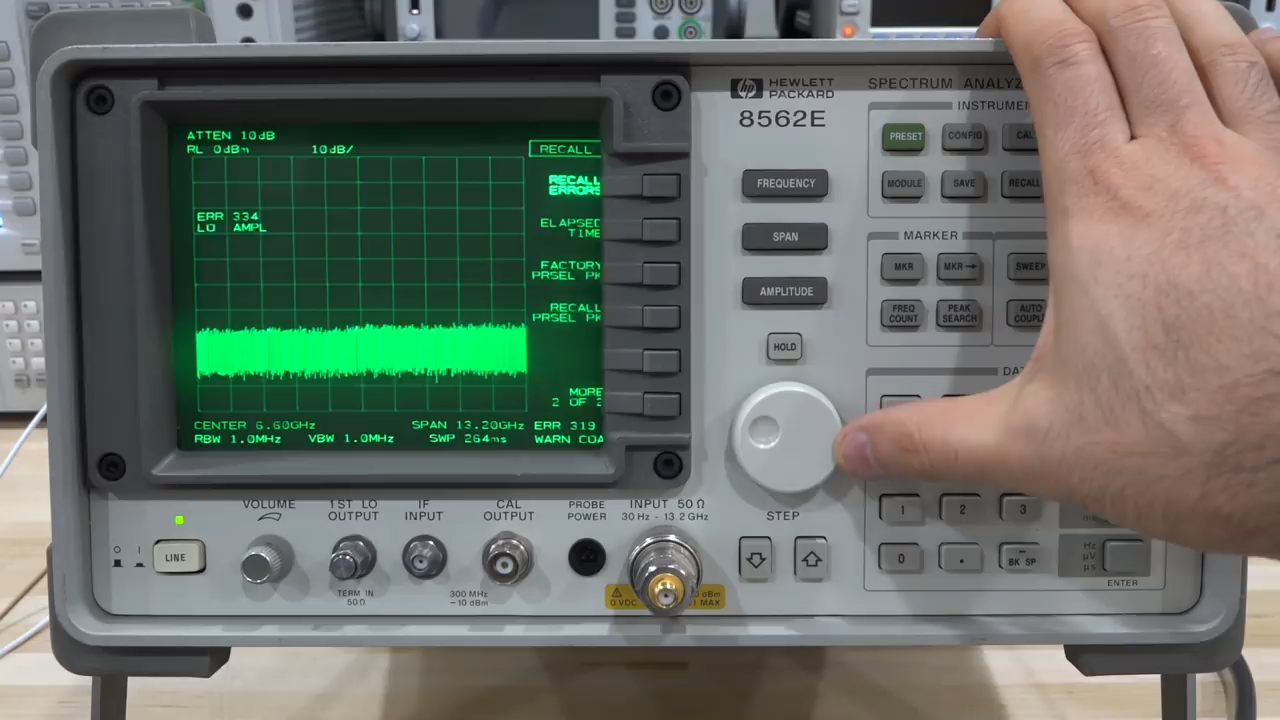 ATTEN 10dB
RL 0dBm 10dB/
RECALL
RECALL
ERRORS
ELAPSED
TIME
FACTORY
PRSEL PK
RECALL
PRSEL PK
MORE
2 OF 2
ERR 334
LO AMPL
CENTER 6.60GHz SPAN 13.20GHz ERR 319
RBW 1.0MHz VBW 1.0MHz SWP 264ms WARN COA
hp HEWLETT
PACKARD
8562E
SPECTRUM ANALYZ
INSTRUMEN
PRESET CONFIG CAL
MODULE SAVE RECALL
FREQUENCY
SPAN
AMPLITUDE
HOLD
MARKER
MKR MKR→ SWEEP
FREQ
COUNT
PEAK
SEARCH
AUTO
COUPL
DA
1 2 3
0 . BK SP
Hz
µV
µs
ENTER
STEP
VOLUME
1ST LO
OUTPUT
IF
INPUT
CAL
OUTPUT
PROBE
POWER
INPUT 50 Ω
30 Hz - 13.2 GHz
O I
LINE
TERM IN
50Ω
300 MHz
-10 dBm
0 VDC
dBm
MAX